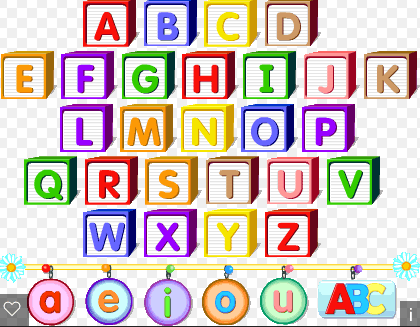 A B C D
E F G H I J K
L M N O P
Q R S T U V
W X Y Z
a e i o u ABC